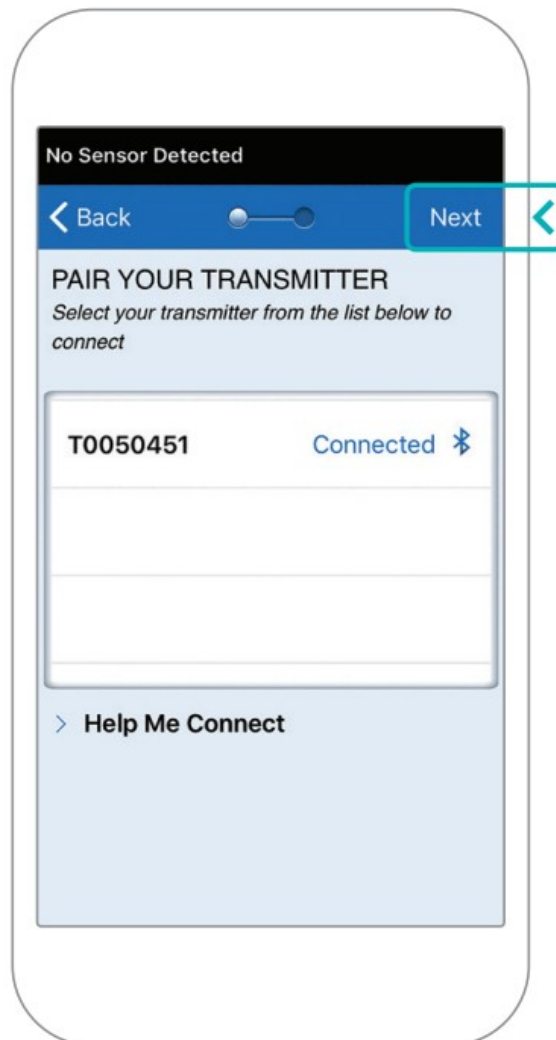 No Sensor Detected
Back
Next
PAIR YOUR TRANSMITTER
Select your transmitter from the list below to
connect
T0050451 Connected
Help Me Connect